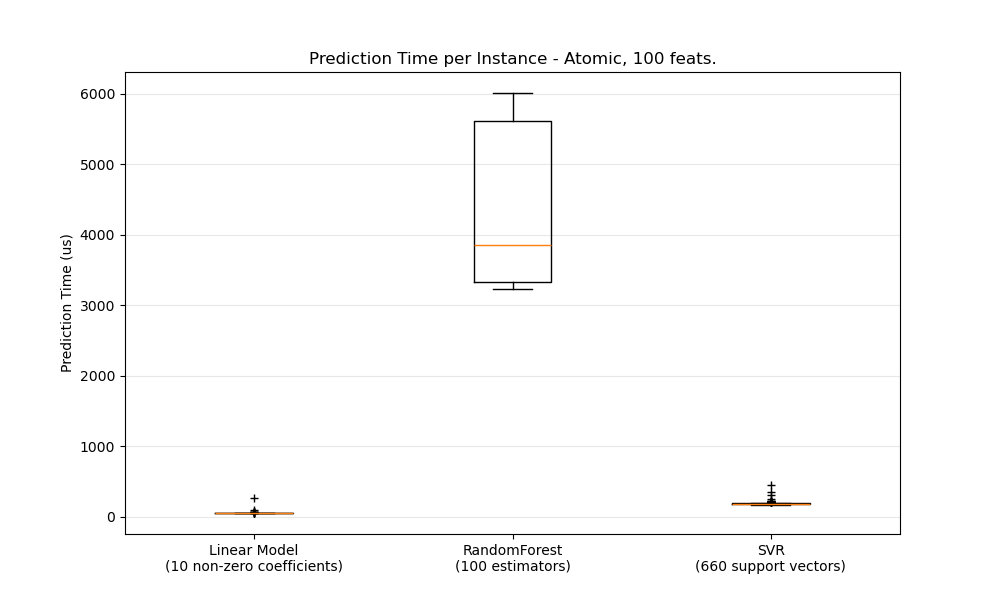 Prediction Time per Instance - Atomic, 100 feats.
Prediction Time (us)
6000
5000
4000
3000
2000
1000
0
Linear Model
(10 non-zero coefficients)
RandomForest
(100 estimators)
SVR
(660 support vectors)